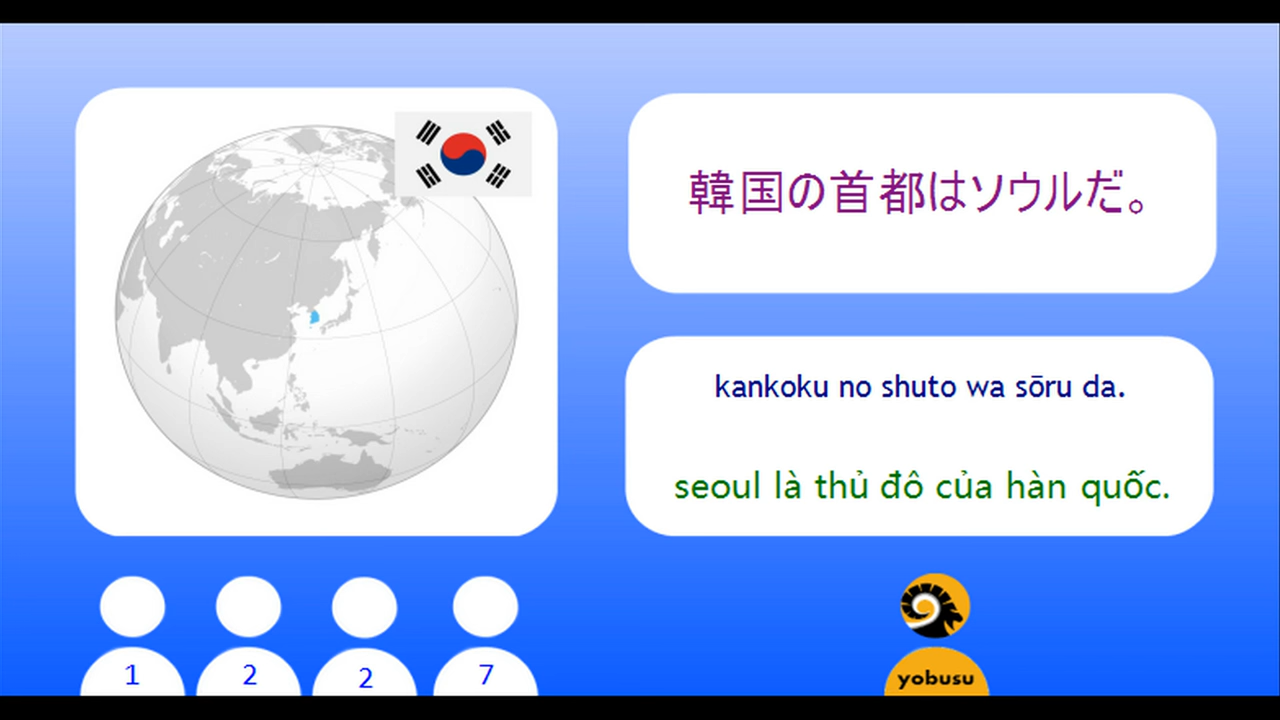 韓国の首都はソウルだ。
kankoku no shuto wa sōru da.
seoul là thủ đô của hàn quốc.
1 2 2 7
yobusu